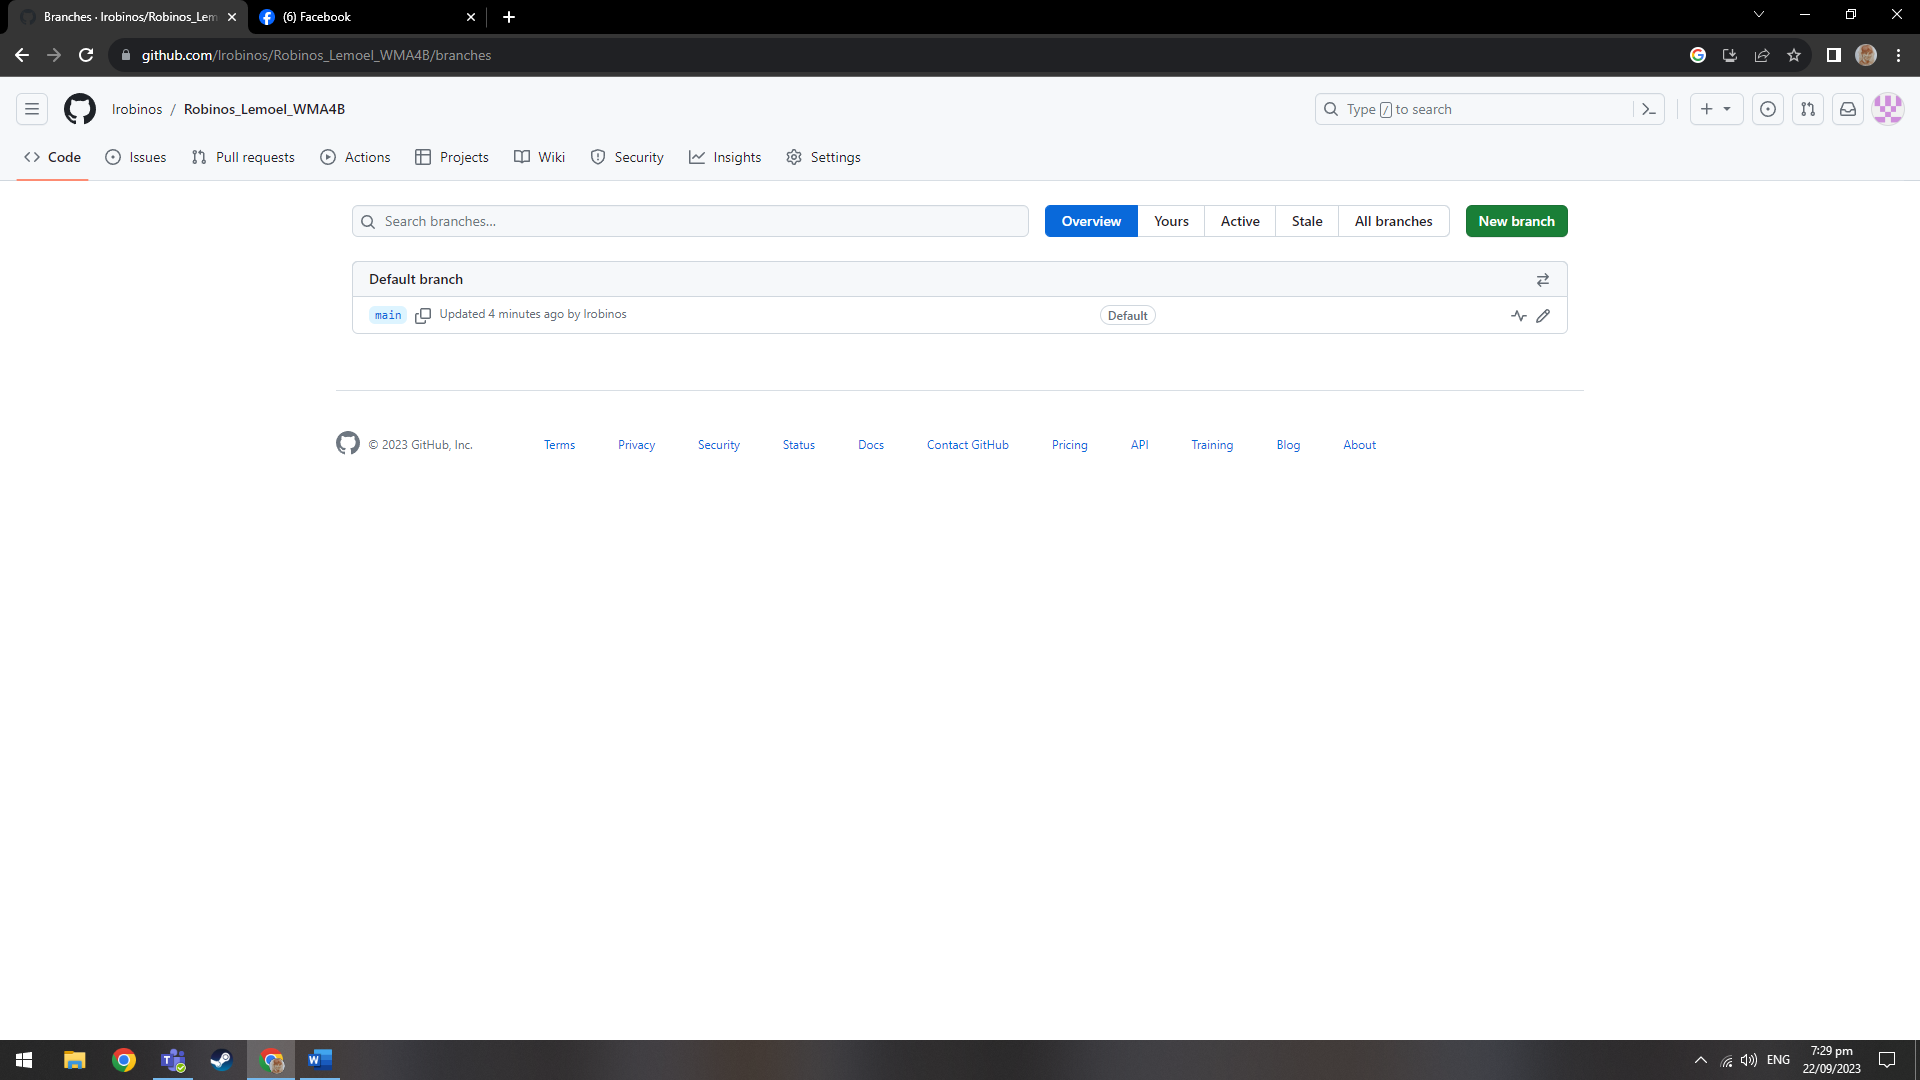 Branches · lrobinos/Robinos_Lem
(6) Facebook
github.com/lrobinos/Robinos_Lemoel_WMA4B/branches
lrobinos / Robinos_Lemoel_WMA4B
Type / to search
Code Issues Pull requests Actions Projects Wiki Security Insights Settings
Search branches...
Overview Yours Active Stale All branches New branch
Default branch
main Updated 4 minutes ago by lrobinos Default
© 2023 GitHub, Inc. Terms Privacy Security Status Docs Contact GitHub Pricing API Training Blog About
ENG
7:29 pm
22/09/2023